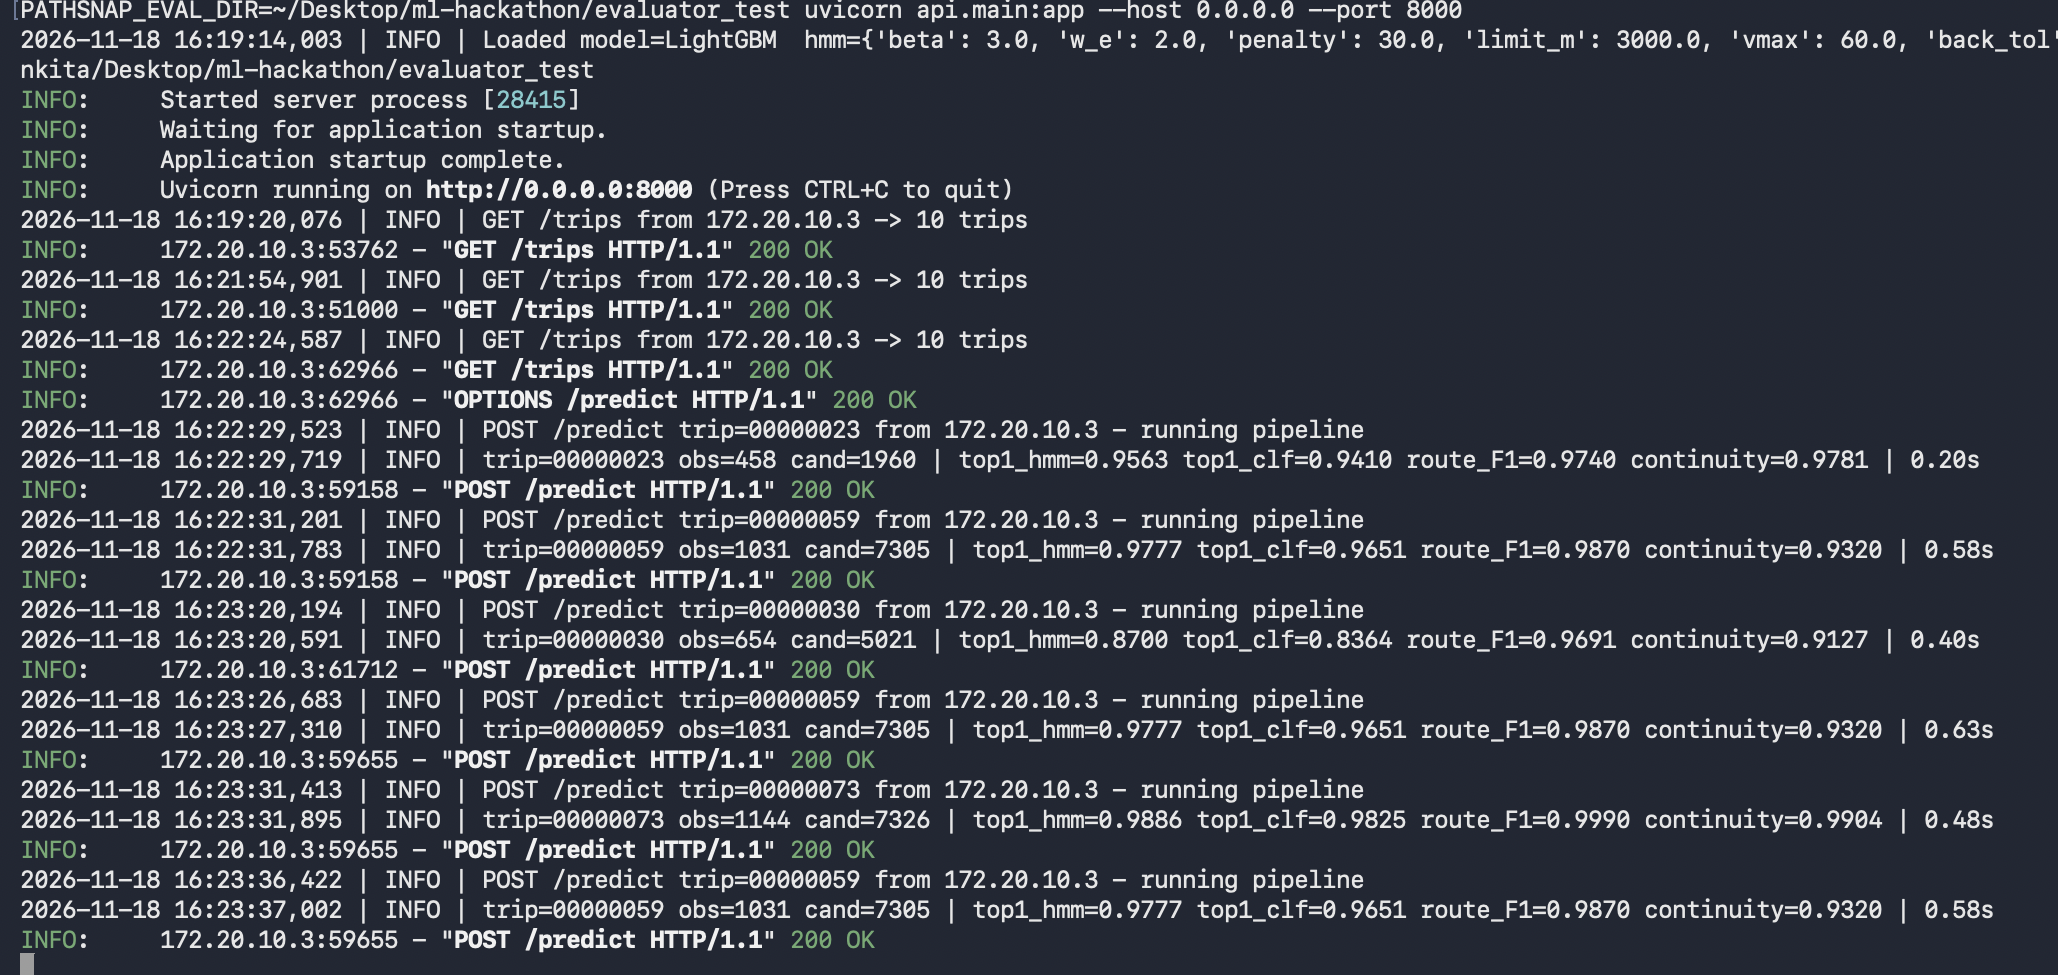 [PATHSNAP_EVAL_DIR=~/Desktop/ml-hackathon/evaluator_test uvicorn api.main:app --host 0.0.0.0 --port 8000
2026-11-18 16:19:14,003 | INFO | Loaded model=LightGBM  hmm={'beta': 3.0, 'w_e': 2.0, 'penalty': 30.0, 'limit_m': 3000.0, 'vmax': 60.0, 'back_tol'
nkita/Desktop/ml-hackathon/evaluator_test
INFO:     Started server process [28415]
INFO:     Waiting for application startup.
INFO:     Application startup complete.
INFO:     Uvicorn running on http://0.0.0.0:8000 (Press CTRL+C to quit)
2026-11-18 16:19:20,076 | INFO | GET /trips from 172.20.10.3 -> 10 trips
INFO:     172.20.10.3:53762 - "GET /trips HTTP/1.1" 200 OK
2026-11-18 16:21:54,901 | INFO | GET /trips from 172.20.10.3 -> 10 trips
INFO:     172.20.10.3:51000 - "GET /trips HTTP/1.1" 200 OK
2026-11-18 16:22:24,587 | INFO | GET /trips from 172.20.10.3 -> 10 trips
INFO:     172.20.10.3:62966 - "GET /trips HTTP/1.1" 200 OK
INFO:     172.20.10.3:62966 - "OPTIONS /predict HTTP/1.1" 200 OK
2026-11-18 16:22:29,523 | INFO | POST /predict trip=00000023 from 172.20.10.3 - running pipeline
2026-11-18 16:22:29,719 | INFO | trip=00000023 obs=458 cand=1960 | top1_hmm=0.9563 top1_clf=0.9410 route_F1=0.9740 continuity=0.9781 | 0.20s
INFO:     172.20.10.3:59158 - "POST /predict HTTP/1.1" 200 OK
2026-11-18 16:22:31,201 | INFO | POST /predict trip=00000059 from 172.20.10.3 - running pipeline
2026-11-18 16:22:31,783 | INFO | trip=00000059 obs=1031 cand=7305 | top1_hmm=0.9777 top1_clf=0.9651 route_F1=0.9870 continuity=0.9320 | 0.58s
INFO:     172.20.10.3:59158 - "POST /predict HTTP/1.1" 200 OK
2026-11-18 16:23:20,194 | INFO | POST /predict trip=00000030 from 172.20.10.3 - running pipeline
2026-11-18 16:23:20,591 | INFO | trip=00000030 obs=654 cand=5021 | top1_hmm=0.8700 top1_clf=0.8364 route_F1=0.9691 continuity=0.9127 | 0.40s
INFO:     172.20.10.3:61712 - "POST /predict HTTP/1.1" 200 OK
2026-11-18 16:23:26,683 | INFO | POST /predict trip=00000059 from 172.20.10.3 - running pipeline
2026-11-18 16:23:27,310 | INFO | trip=00000059 obs=1031 cand=7305 | top1_hmm=0.9777 top1_clf=0.9651 route_F1=0.9870 continuity=0.9320 | 0.63s
INFO:     172.20.10.3:59655 - "POST /predict HTTP/1.1" 200 OK
2026-11-18 16:23:31,413 | INFO | POST /predict trip=00000073 from 172.20.10.3 - running pipeline
2026-11-18 16:23:31,895 | INFO | trip=00000073 obs=1144 cand=7326 | top1_hmm=0.9886 top1_clf=0.9825 route_F1=0.9990 continuity=0.9904 | 0.48s
INFO:     172.20.10.3:59655 - "POST /predict HTTP/1.1" 200 OK
2026-11-18 16:23:36,422 | INFO | POST /predict trip=00000059 from 172.20.10.3 - running pipeline
2026-11-18 16:23:37,002 | INFO | trip=00000059 obs=1031 cand=7305 | top1_hmm=0.9777 top1_clf=0.9651 route_F1=0.9870 continuity=0.9320 | 0.58s
INFO:     172.20.10.3:59655 - "POST /predict HTTP/1.1" 200 OK